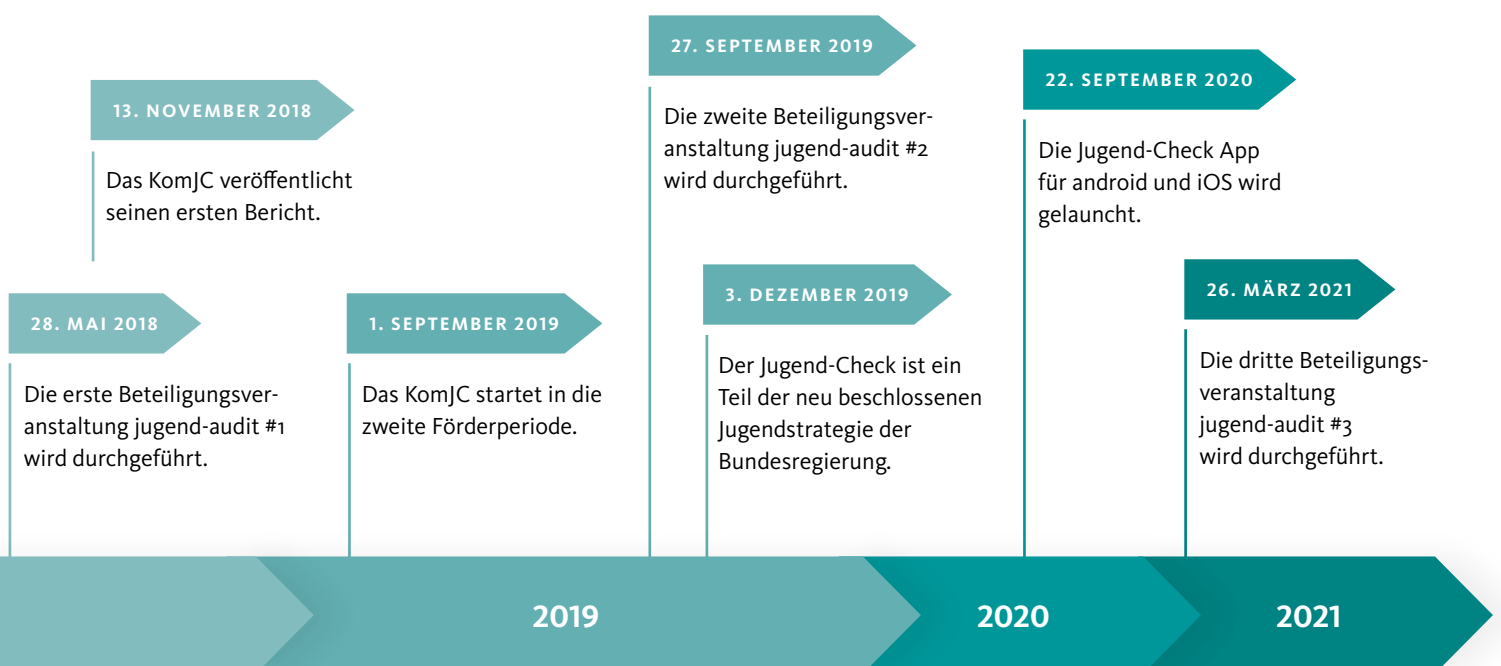 28. MAI 2018
Die erste Beteiligungsver-
anstaltung jugend-audit #1
wird durchgeführt.
13. NOVEMBER 2018
Das KomJC veröffentlicht
seinen ersten Bericht.
1. SEPTEMBER 2019
Das KomJC startet in die
zweite Förderperiode.
27. SEPTEMBER 2019
Die zweite Beteiligungsver-
anstaltung jugend-audit #2
wird durchgeführt.
3. DEZEMBER 2019
Der Jugend-Check ist ein
Teil der neu beschlossenen
Jugendstrategie der
Bundesregierung.
22. SEPTEMBER 2020
Die Jugend-Check App
für android und iOS wird
gelauncht.
26. MÄRZ 2021
Die dritte Beteiligungs-
veranstaltung
jugend-audit #3
wird durchgeführt.
2019
2020
2021